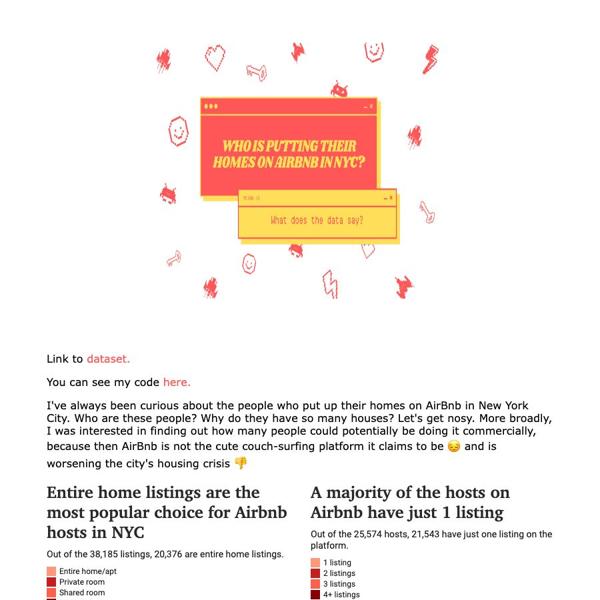 WHO IS PUTTING THEIR
HOMES ON AIRBNB IN NYC?
What does the data say?
Link to dataset.
You can see my code here.
I've always been curious about the people who put up their homes on AirBnb in New York
City. Who are these people? Why do they have so many houses? Let's get nosy. More broadly,
I was interested in finding out how many people could potentially be doing it commercially,
because then AirBnb is not the cute couch-surfing platform it claims to be 😔 and is
worsening the city's housing crisis 👎
Entire home listings are the
most popular choice for Airbnb
hosts in NYC
Out of the 38,185 listings, 20,376 are entire home listings.
Entire home/apt
Private room
Shared room
A majority of the hosts on
Airbnb have just 1 listing
Out of the 25,574 hosts, 21,543 have just one listing on the
platform.
1 listing
2 listings
3 listings
4+ listings